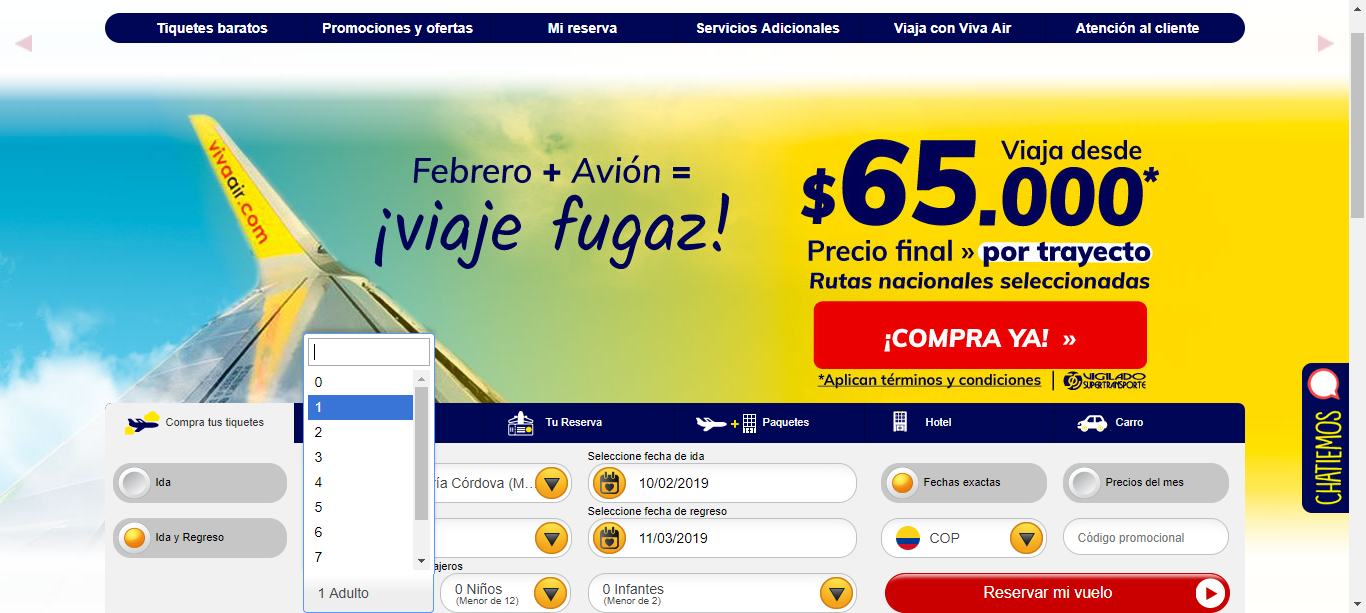 Tiquetes baratos
Promociones y ofertas
Mi reserva
Servicios Adicionales
Viaja con Viva Air
Atención al cliente
vivaair.com
Febrero + Avión =
¡viaje fugaz!
Viaja desde
$65.000*
Precio final » por trayecto
Rutas nacionales seleccionadas
¡COMPRA YA! »
*Aplican términos y condiciones
VIGILADO
SUPERTRANSPORTE
CHATIEMOS
Compra tus tiquetes
Tu Reserva
Paquetes
Hotel
Carro
Ida
Ida y Regreso
0
1
2
3
4
5
6
7
1 Adulto
ía Córdova (M...
Seleccione fecha de ida
10/02/2019
Seleccione fecha de regreso
11/03/2019
ajeros
0 Niños
(Menor de 12)
0 Infantes
(Menor de 2)
Fechas exactas
Precios del mes
COP
Código promocional
Reservar mi vuelo